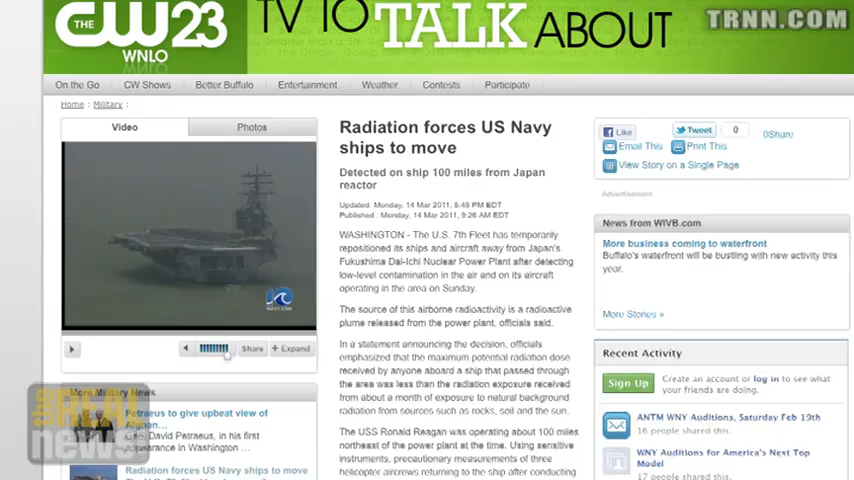 THE CW 23
WNLO
TV TO TALK ABOUT
TRNN.COM
On the Go CW Shows Better Buffalo Entertainment Weather Contests Participate
Home : Military :
Video Photos
Share + Expand
More Military News
Petraeus to give upbeat view of
Afghan...
Gen. David Petraeus, in his first
appearance in Washington ...
Radiation forces US Navy ships to move
the REAL news
Radiation forces US Navy
ships to move
Detected on ship 100 miles from Japan
reactor
Updated: Monday, 14 Mar 2011, 5:45 PM EDT
Published : Monday, 14 Mar 2011, 9:26 AM EDT
WASHINGTON - The U.S. 7th Fleet has temporarily
repositioned its ships and aircraft away from Japan's
Fukushima Dai-Ichi Nuclear Power Plant after detecting
low-level contamination in the air and on its aircraft
operating in the area on Sunday.
The source of this airborne radioactivity is a radioactive
plume released from the power plant, officials said.
In a statement announcing the decision, officials
emphasized that the maximum potential radiation dose
received by anyone aboard a ship that passed through
the area was less than the radiation exposure received
from about a month of exposure to natural background
radiation from sources such as rocks, soil and the sun.
The USS Ronald Reagan was operating about 100 miles
northeast of the power plant at the time. Using sensitive
instruments, precautionary measurements of three
helicopter aircrews returning to the ship after conducting
Like Tweet 0 0Share
Email This Print This
View Story on a Single Page
Advertisement
News from WIVB.com
More business coming to waterfront
Buffalo's waterfront will be bustling with new activity this
year.
More Stories »
Recent Activity
Sign Up Create an account or log in to see what
your friends are doing.
ANTM WNY Auditions, Saturday Feb 19th
16 people shared this.
WNY Auditions for America's Next Top
Model
17 people shared this.